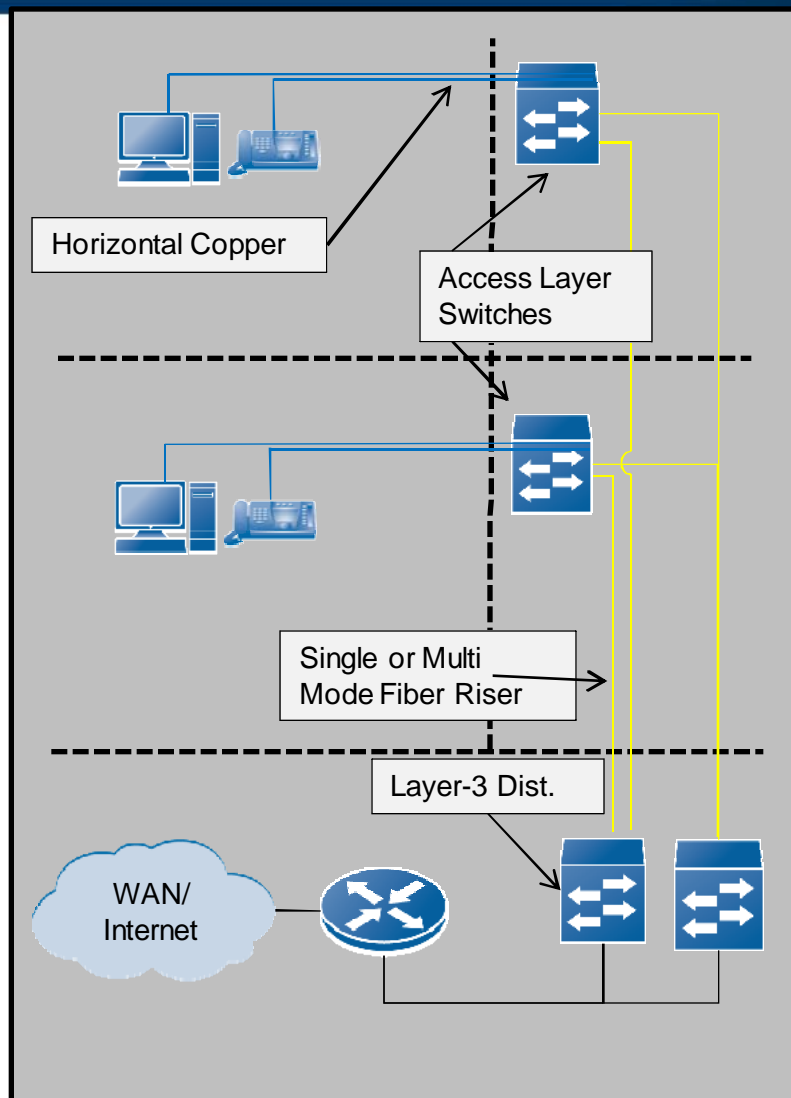 Horizontal Copper
Access Layer
Switches
Single or Multi
Mode Fiber Riser
Layer-3 Dist.
WAN/
Internet